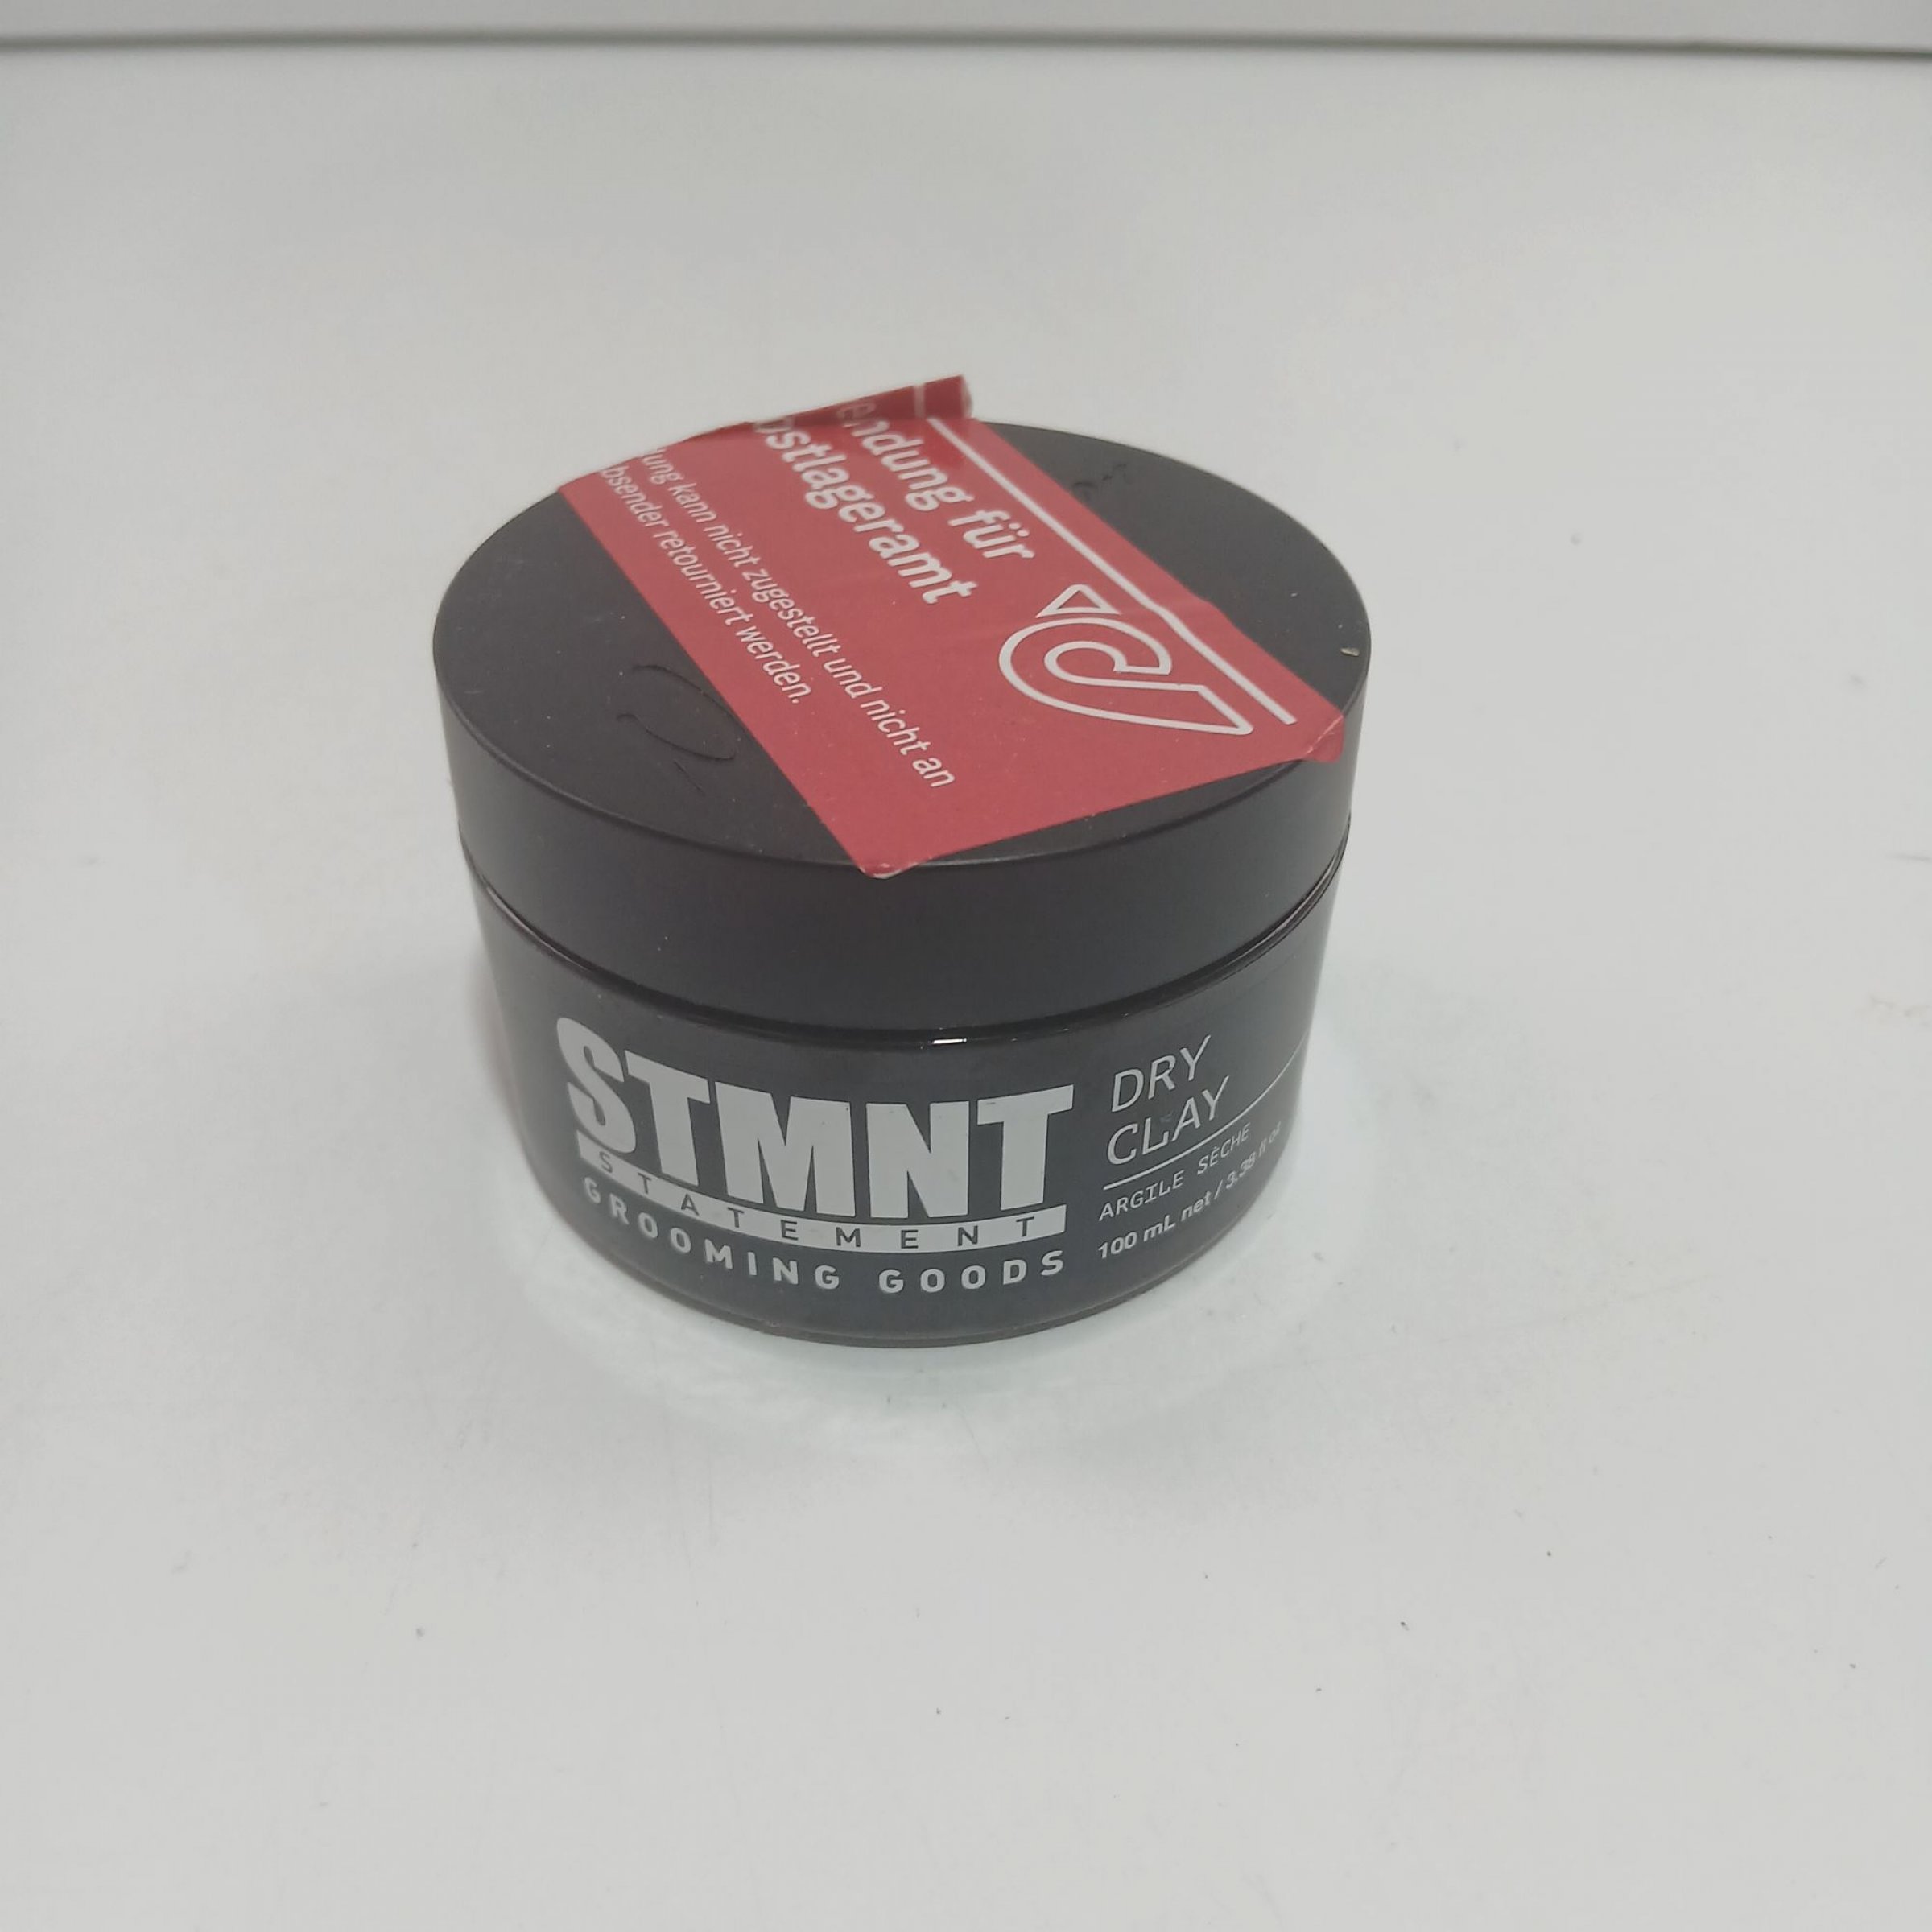 endung für
ostlageramt
dung kann nicht zugestellt und nicht an
bsender retourniert werden.
STMNT
STATEMENT
GROOMING GOODS
DRY
CLAY
ARGILE SÈCHE
100 mL net / 3.38 fl oz